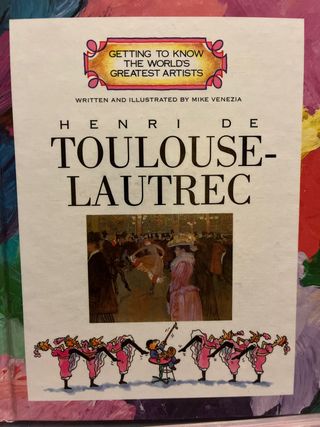 GETTING TO KNOW
THE WORLD'S
GREATEST ARTISTS
WRITTEN AND ILLUSTRATED BY MIKE VENEZIA
HENRI DE
TOULOUSE-
LAUTREC